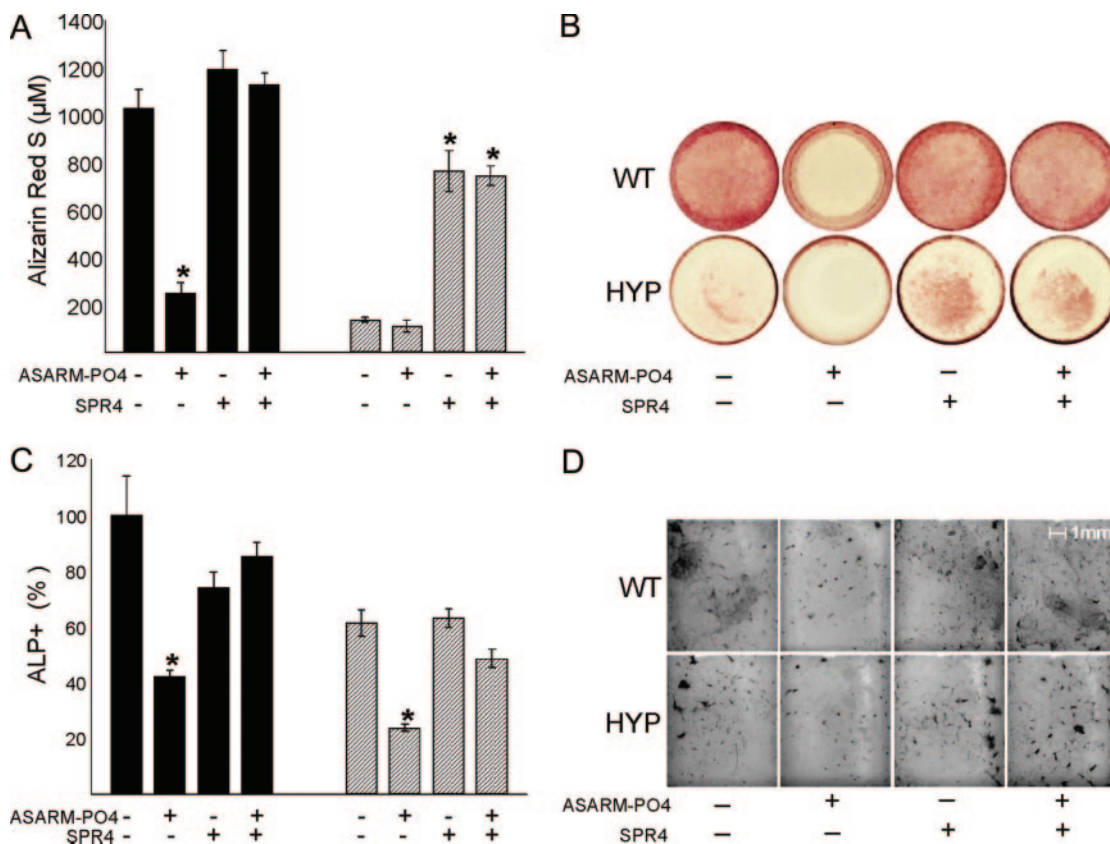 A
Alizarin Red S (µM)
1400
1200
1000
800
600
400
200
*
*
*
ASARM-PO4 - + - + - + - +
SPR4 - - + + - - + +
B
WT
HYP
ASARM-PO4 – + – +
SPR4 – – + +
C
ALP+ (%)
120
100
80
60
40
20
*
*
ASARM-PO4 - + - + - + - +
SPR4 - - + + - - + +
D
1mm
WT
HYP
ASARM-PO4 – + – +
SPR4 – – + +